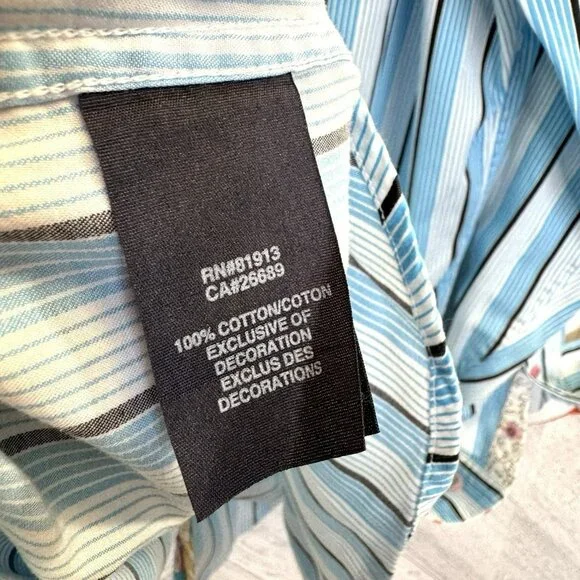 RN#81913
CA#26689
100% COTTON/COTON
EXCLUSIVE OF
DECORATION
EXCLUS DES
DECORATIONS